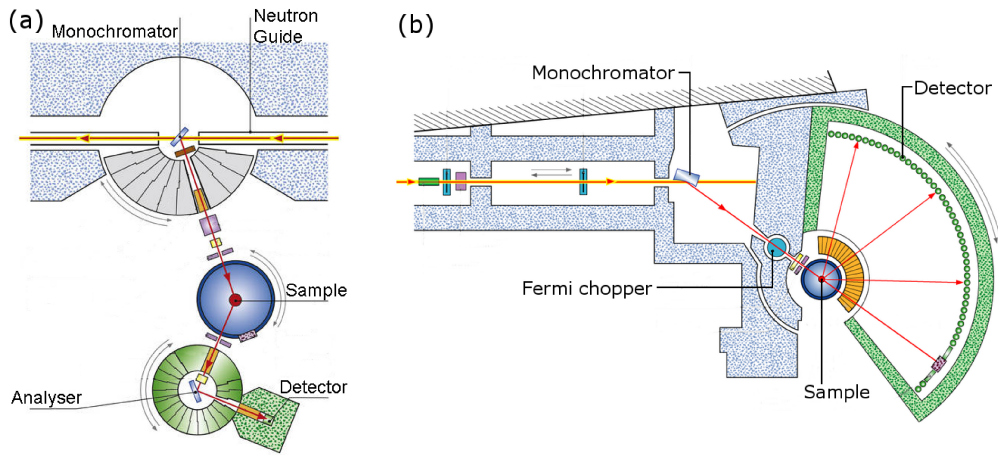 (a)
Monochromator
Neutron
Guide
Sample
Analyser
Detector
(b)
Monochromator
Detector
Fermi chopper
Sample